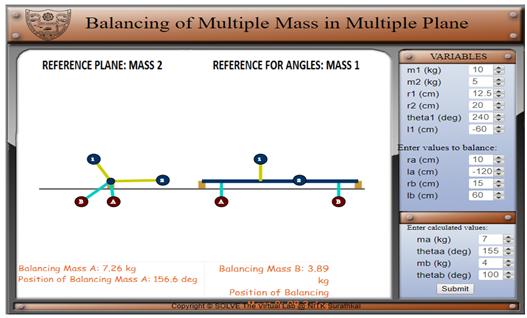 Balancing of Multiple Mass in Multiple Plane
REFERENCE PLANE: MASS 2
REFERENCE FOR ANGLES: MASS 1
1
2
B
A
1
2
A
B
Balancing Mass A: 7.26 kg
Position of Balancing Mass A: 156.6 deg
Balancing Mass B: 3.89
kg
Position of Balancing
VARIABLES
m1 (kg) 10
m2 (kg) 5
r1 (cm) 12.5
r2 (cm) 20
theta1 (deg) 240
l1 (cm) -60
Enter values to balance:
ra (cm) 10
la (cm) -120
rb (cm) 15
lb (cm) 60
Enter calculated values:
ma (kg) 7
thetaa (deg) 155
mb (kg) 4
thetab (deg) 100
Submit
Copyright © SOLVE The Virtual Lab @ NITK Surathkal